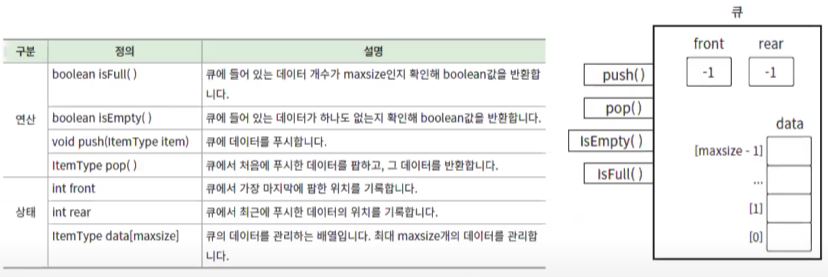 구분 정의 설명
연산
boolean isFull( ) 큐에 들어 있는 데이터 개수가 maxsize인지 확인해 boolean값을 반환합
니다.
boolean isEmpty( ) 큐에 들어 있는 데이터가 하나도 없는지 확인해 boolean값을 반환합니다.
void push(ItemType item) 큐에 데이터를 푸시합니다.
ItemType pop( ) 큐에서 처음에 푸시한 데이터를 팝하고, 그 데이터를 반환합니다.
상태
int front 큐에서 가장 마지막에 팝한 위치를 기록합니다.
int rear 큐에서 최근에 푸시한 데이터의 위치를 기록합니다.
ItemType data[maxsize] 큐의 데이터를 관리하는 배열입니다. 최대 maxsize개의 데이터를 관리합
니다.
큐
front rear
-1 -1
push( )
pop( )
IsEmpty( )
IsFull( )
data
[maxsize - 1]
...
[1]
[0]